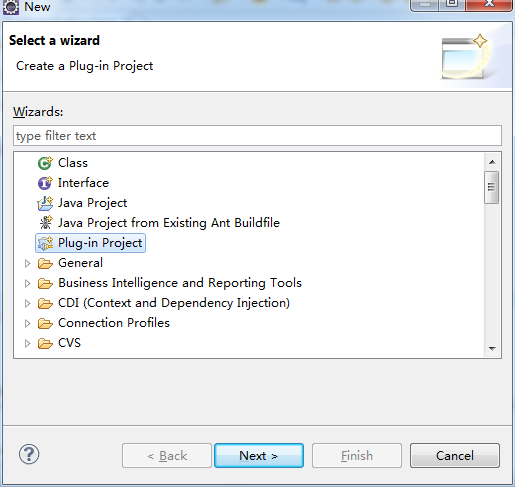 New
Select a wizard
Create a Plug-in Project
Wizards:
type filter text
Class
Interface
Java Project
Java Project from Existing Ant Buildfile
Plug-in Project
General
Business Intelligence and Reporting Tools
CDI (Context and Dependency Injection)
Connection Profiles
CVS
?
< Back
Next >
Finish
Cancel